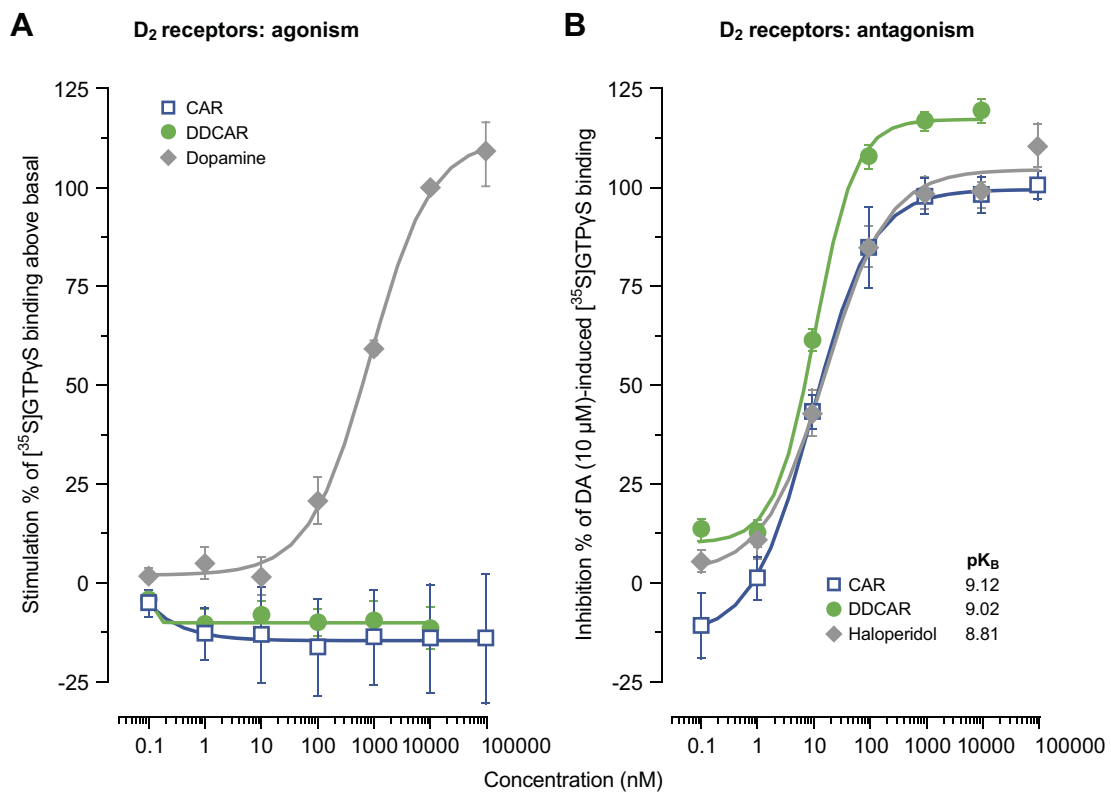 A
D₂ receptors: agonism
Stimulation % of [³⁵S]GTPγS binding above basal
125
100
75
50
25
0
-25
CAR
DDCAR
Dopamine
0.1 1 10 100 1000 10000 100000
B
D₂ receptors: antagonism
Inhibition % of DA (10 µM)-induced [³⁵S]GTPγS binding
125
100
75
50
25
0
-25
pK_B
CAR 9.12
DDCAR 9.02
Haloperidol 8.81
0.1 1 10 100 1000 10000 100000
Concentration (nM)